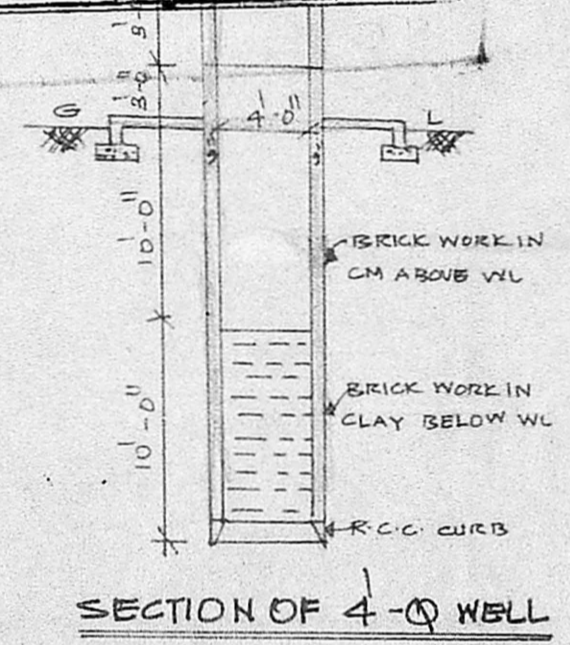 3'-0"
G
4'-0"
L
10'-0"
BRICK WORK IN
CM ABOVE WL
10'-0"
BRICK WORK IN
CLAY BELOW WL
R.C.C. CURB
SECTION OF 4'-Φ WELL